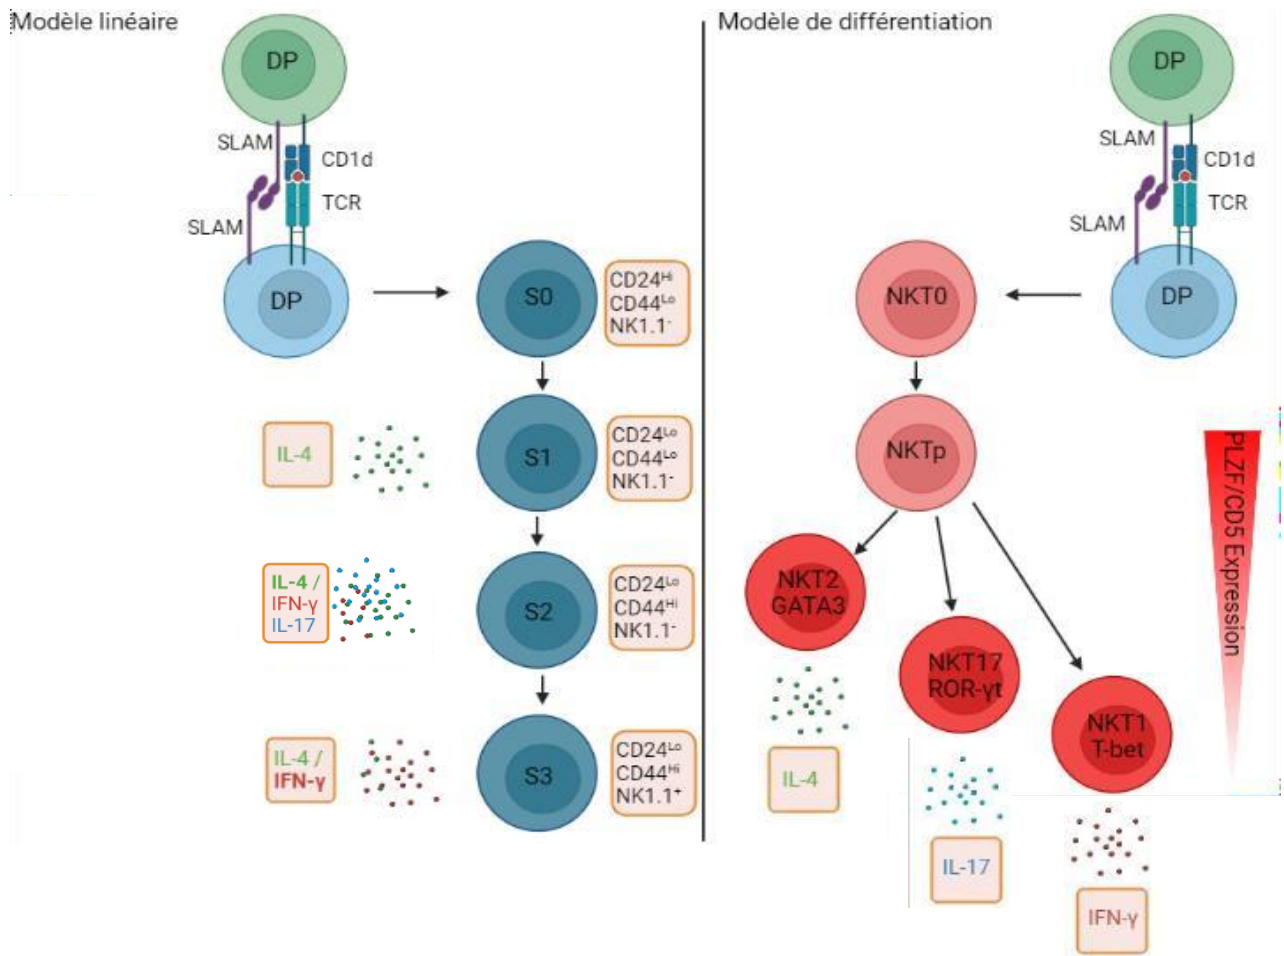 Modèle linéaire
DP
SLAM
CD1d
TCR
SLAM
DP
S0
CD24ᴴⁱ
CD44ᴸᵒ
NK1.1⁻
IL-4
S1
CD24ᴸᵒ
CD44ᴸᵒ
NK1.1⁻
IL-4 /
IFN-γ
IL-17
S2
CD24ᴸᵒ
CD44ᴴⁱ
NK1.1⁻
IL-4 /
IFN-γ
S3
CD24ᴸᵒ
CD44ᴴⁱ
NK1.1⁺
Modèle de différentiation
DP
SLAM
CD1d
TCR
SLAM
DP
NKT0
NKTp
PLZF/CD5 Expression
NKT2
GATA3
NKT17
ROR-γt
NKT1
T-bet
IL-4
IL-17
IFN-γ